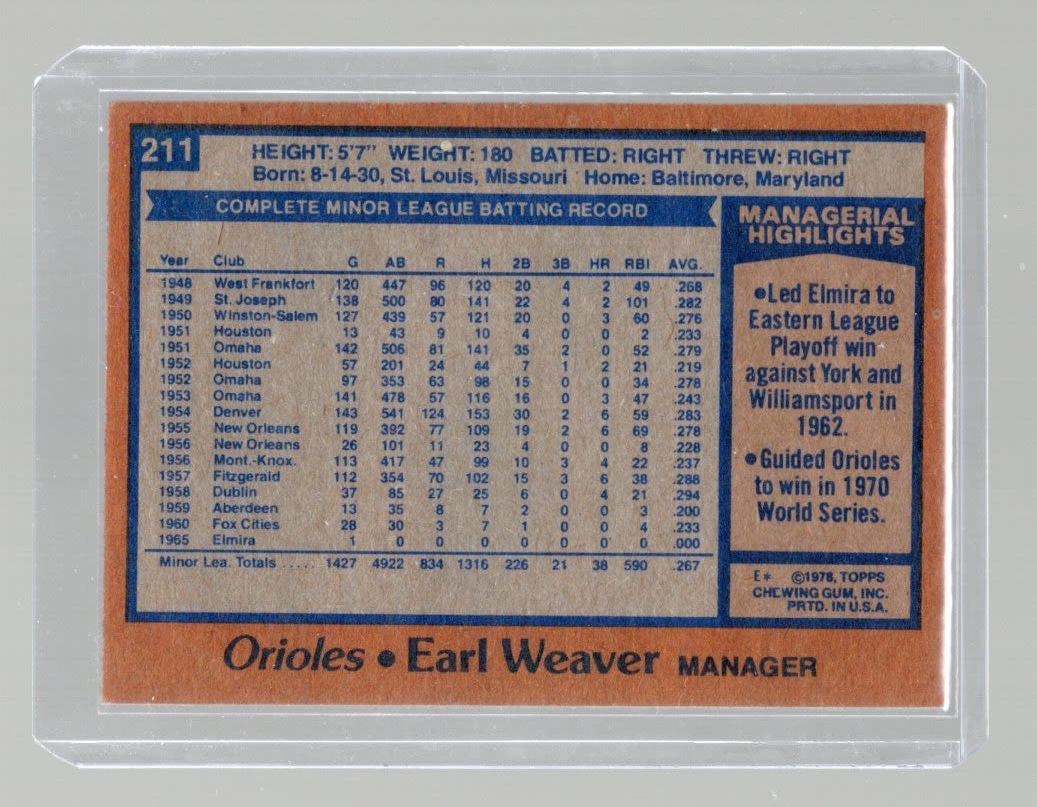 211
HEIGHT: 5'7" WEIGHT: 180 BATTED: RIGHT THREW: RIGHT
Born: 8-14-30, St. Louis, Missouri Home: Baltimore, Maryland
COMPLETE MINOR LEAGUE BATTING RECORD
Year Club G AB R H 2B 3B HR RBI AVG.
1948 West Frankfort 120 447 96 120 20 4 2 49 .268
1949 St. Joseph 138 500 80 141 22 4 2 101 .282
1950 Winston-Salem 127 439 57 121 20 0 3 60 .276
1951 Houston 13 43 9 10 4 0 0 2 .233
1951 Omaha 142 506 81 141 35 2 0 52 .279
1952 Houston 57 201 24 44 7 1 2 21 .219
1952 Omaha 97 353 63 98 15 0 0 34 .278
1953 Omaha 141 478 57 116 16 0 3 47 .243
1954 Denver 143 541 124 153 30 2 6 59 .283
1955 New Orleans 119 392 77 109 19 2 6 69 .278
1956 New Orleans 26 101 11 23 4 0 0 8 .228
1956 Mont.-Knox. 113 417 47 99 10 3 4 22 .237
1957 Fitzgerald 112 354 70 102 15 3 6 38 .288
1958 Dublin 37 85 27 25 6 0 4 21 .294
1959 Aberdeen 13 35 8 7 2 0 0 3 .200
1960 Fox Cities 28 30 3 7 1 0 0 4 .233
1965 Elmira 1 0 0 0 0 0 0 0 .000
Minor Lea. Totals ..... 1427 4922 834 1316 226 21 38 590 .267
MANAGERIAL
HIGHLIGHTS
•Led Elmira to
Eastern League
Playoff win
against York and
Williamsport in
1962.
•Guided Orioles
to win in 1970
World Series.
E* ©1978, TOPPS
CHEWING GUM, INC.
PRTD. IN U.S.A.
Orioles • Earl Weaver MANAGER